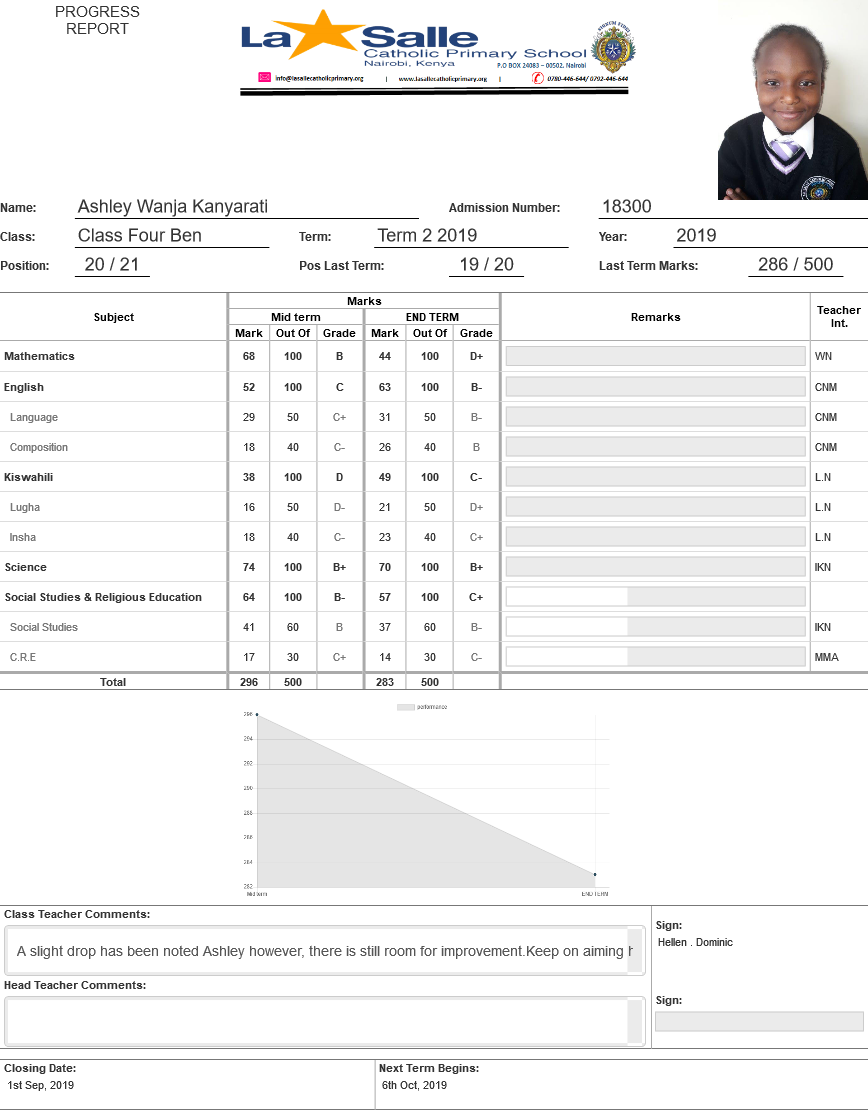 PROGRESS
REPORT
La Salle
Catholic Primary School
Nairobi, Kenya
P.O BOX 24083 – 00502, Nairobi
info@lasallecatholicprimary.org | www.lasallecatholicprimary.org | 0780-446-644/ 0792-446-644
Name: Ashley Wanja Kanyarati Admission Number: 18300
Class: Class Four Ben Term: Term 2 2019 Year: 2019
Position: 20 / 21 Pos Last Term: 19 / 20 Last Term Marks: 286 / 500
Subject Marks Remarks Teacher Int.
Mid term END TERM
Mark Out Of Grade Mark Out Of Grade
Mathematics 68 100 B 44 100 D+ WN
English 52 100 C 63 100 B- CNM
Language 29 50 C+ 31 50 B- CNM
Composition 18 40 C- 26 40 B CNM
Kiswahili 38 100 D 49 100 C- L.N
Lugha 16 50 D- 21 50 D+ L.N
Insha 18 40 C- 23 40 C+ L.N
Science 74 100 B+ 70 100 B+ IKN
Social Studies & Religious Education 64 100 B- 57 100 C+
Social Studies 41 60 B 37 60 B- IKN
C.R.E 17 30 C+ 14 30 C- MMA
Total 296 500 283 500
performance
296
294
292
290
288
286
284
282
Mid term END TERM
Class Teacher Comments:
A slight drop has been noted Ashley however, there is still room for improvement.Keep on aiming
Sign:
Hellen . Dominic
Head Teacher Comments:
Sign:
Closing Date: Next Term Begins:
1st Sep, 2019 6th Oct, 2019